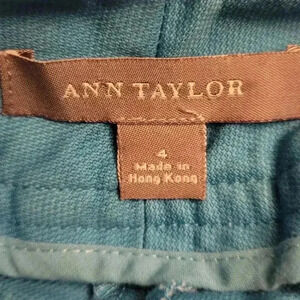 ANN TAYLOR
4
Made in
Hong Kong